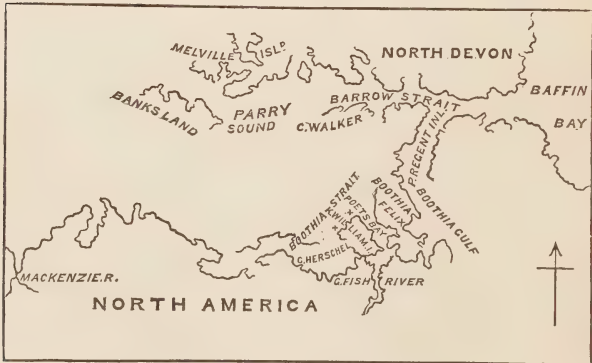 MELVILLE ISLD.
NORTH DEVON
BANKS LAND
PARRY
SOUND
C. WALKER
BARROW STRAIT
BAFFIN
BAY
P. REGENT INL.
BOOTHIA
FELIX
BOOTHIA GULF
BOOTHIA STRAIT
POETS BAY
K. WILLIAM. I.
C. HERSCHEL
G. FISH RIVER
MACKENZIE.R.
NORTH AMERICA